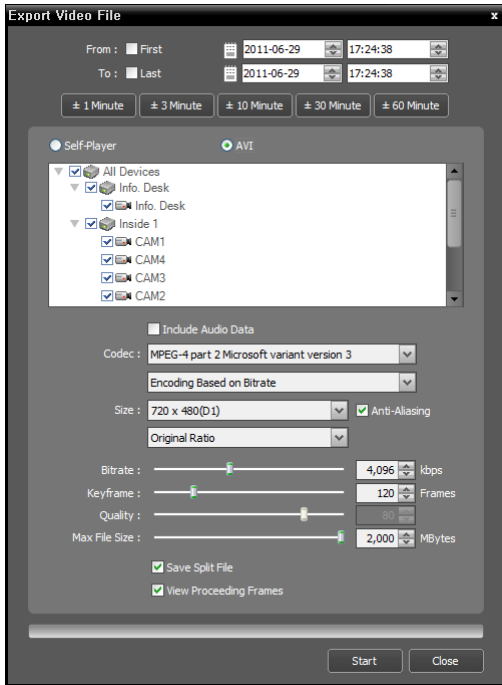 Export Video File x
From : First 2011-06-29 17:24:38
To : Last 2011-06-29 17:24:38
± 1 Minute ± 3 Minute ± 10 Minute ± 30 Minute ± 60 Minute
Self-Player AVI
All Devices
Info. Desk
Info. Desk
Inside 1
CAM1
CAM4
CAM3
CAM2
Include Audio Data
Codec : MPEG-4 part 2 Microsoft variant version 3
Encoding Based on Bitrate
Size : 720 x 480(D1) Anti-Aliasing
Original Ratio
Bitrate : 4,096 kbps
Keyframe : 120 Frames
Quality : 80
Max File Size : 2,000 MBytes
Save Split File
View Proceeding Frames
Start Close